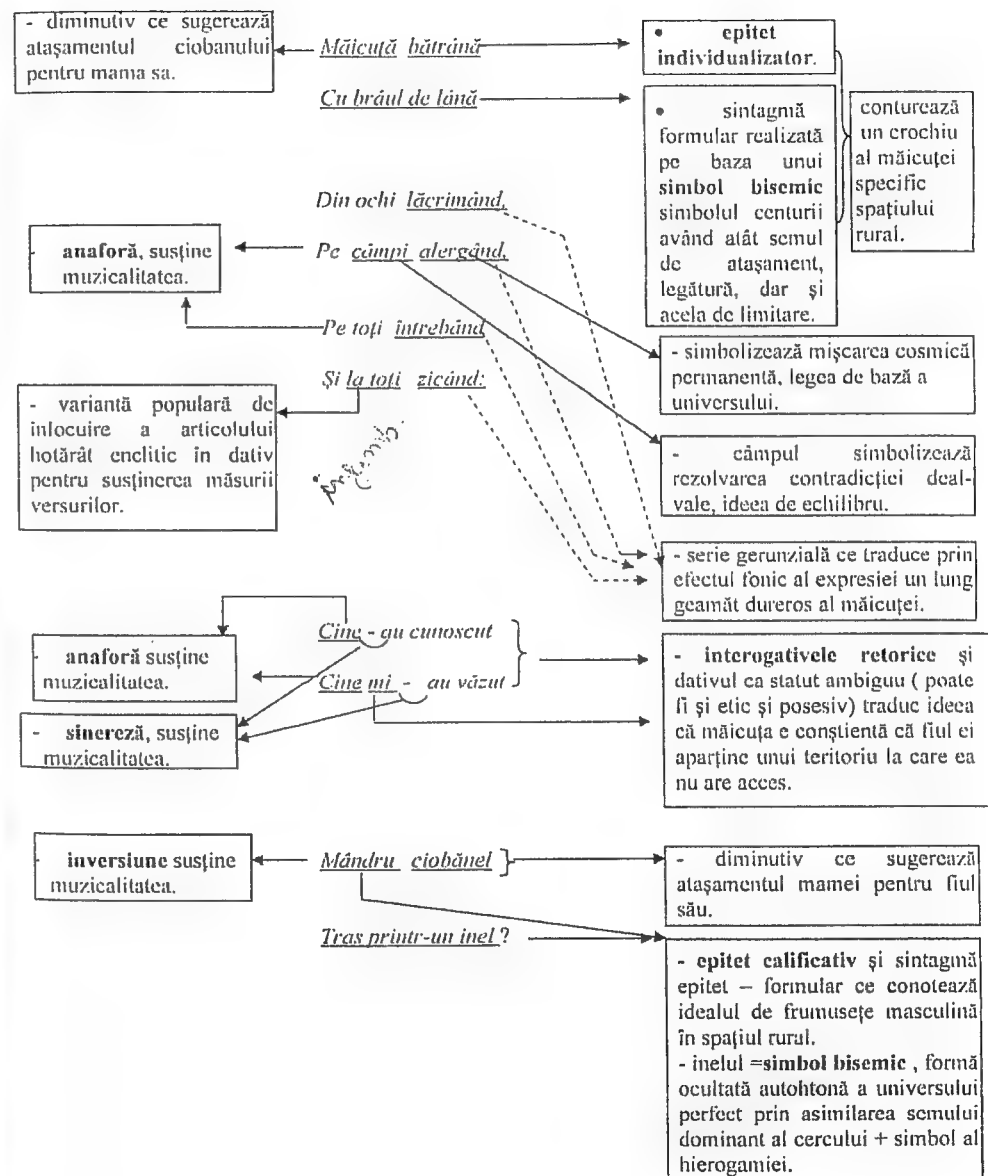 - diminutiv ce sugerează
atașamentul ciobanului
pentru mama sa.
Măicuță bătrână
• epitet
individualizator.
Cu brâul de lână
• sintagmă
formular realizată
pe baza unui
simbol bisemic
simbolul centurii
având atât semul
de atașament,
legătură, dar și
acela de limitare.
conturează
un crochiu
al măicuței
specific
spațiului
rural.
Din ochi lăcrimând,
- anaforă, susține
muzicalitatea.
Pe câmpi alergând,
Pe toți întrebând
Și la toți zicând:
- simbolizează mișcarea cosmică
permanentă, legea de bază a
universului.
- variantă populară de
inlocuire a articolului
hotărât enclitic în dativ
pentru susținerea măsurii
versurilor.
- câmpul simbolizează
rezolvarea contradicției deal-
vale, ideea de echilibru.
- serie gerunzială ce traduce prin
efectul fonic al expresiei un lung
geamăt dureros al măicuței.
Cine - au cunoscut
- anaforă susține
muzicalitatea.
Cine mi - au văzut
- sinereză, susține
muzicalitatea.
- interogativele retorice și
dativul ca statut ambiguu ( poate
fi și etic și posesiv) traduc ideea
că măicuța e conștientă că fiul ei
aparține unui teritoriu la care ea
nu are acces.
- inversiune susține
muzicalitatea.
Mândru ciobănel
- diminutiv ce sugerează
atașamentul mamei pentru fiul
său.
Tras printr-un inel ?
- epitet calificativ și sintagmă
epitet – formular ce conotează
idealul de frumusețe masculină
în spațiul rural.
- inelul =simbol bisemic , formă
ocultată autohtonă a universului
perfect prin asimilarea semului
dominant al cercului + simbol al
hierogamiei.